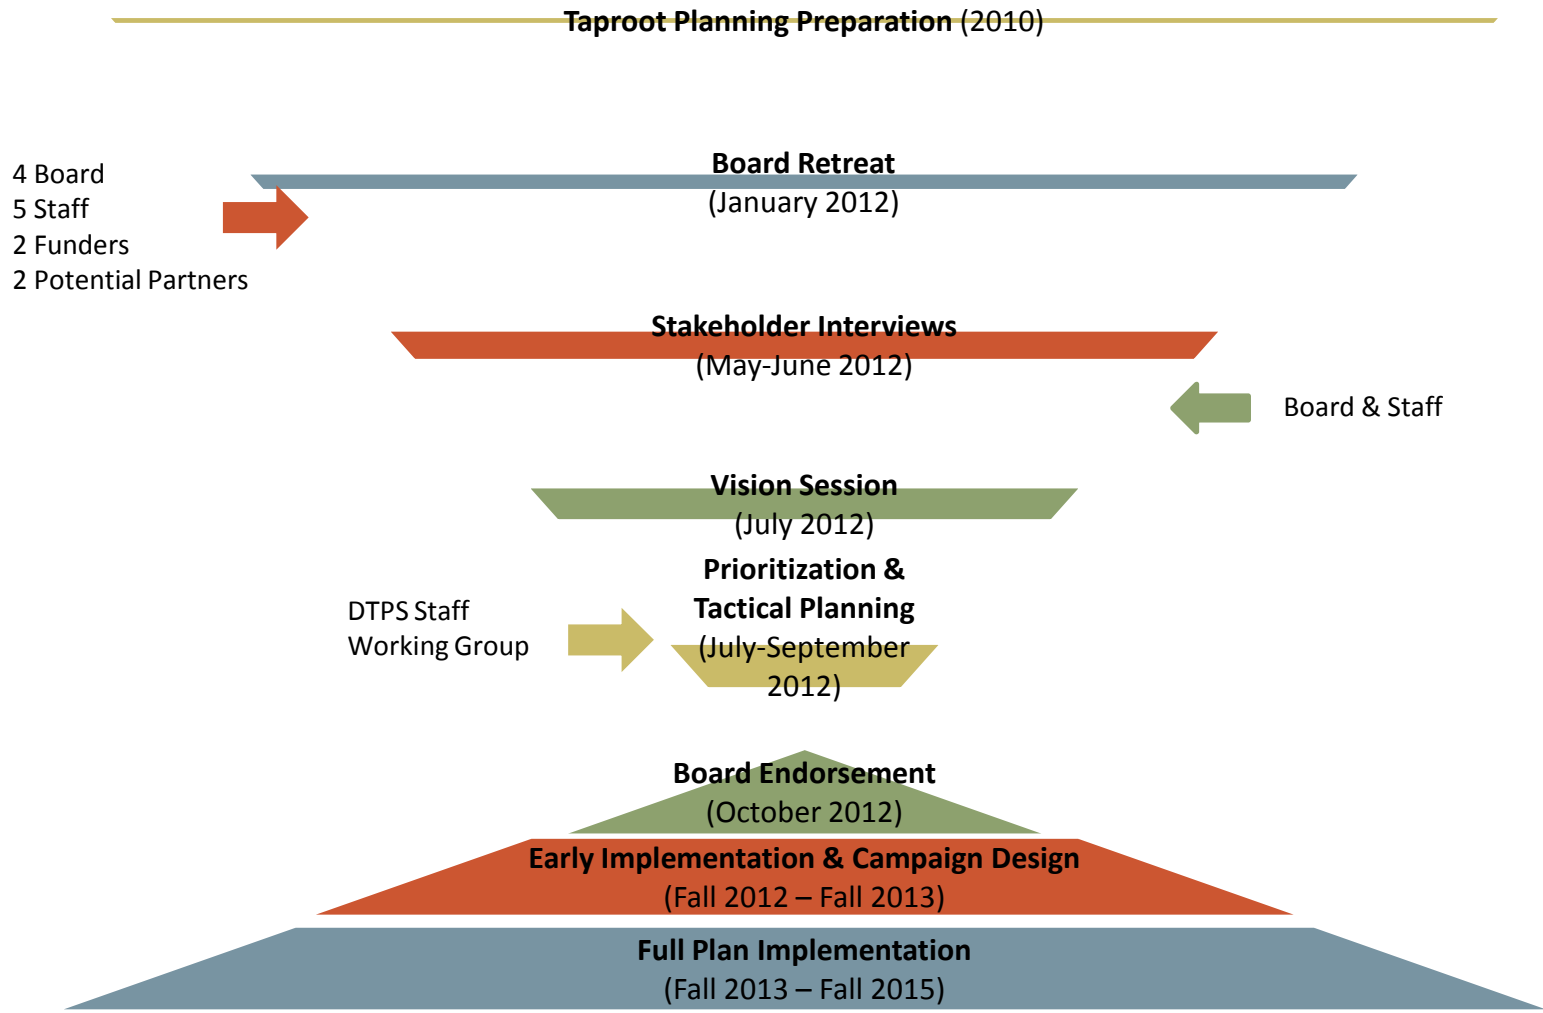 Taproot Planning Preparation (2010)
Board Retreat
(January 2012)
4 Board
5 Staff
2 Funders
2 Potential Partners
Stakeholder Interviews
(May-June 2012)
Board & Staff
Vision Session
(July 2012)
Prioritization &
Tactical Planning
(July-September
2012)
DTPS Staff
Working Group
Board Endorsement
(October 2012)
Early Implementation & Campaign Design
(Fall 2012 – Fall 2013)
Full Plan Implementation
(Fall 2013 – Fall 2015)